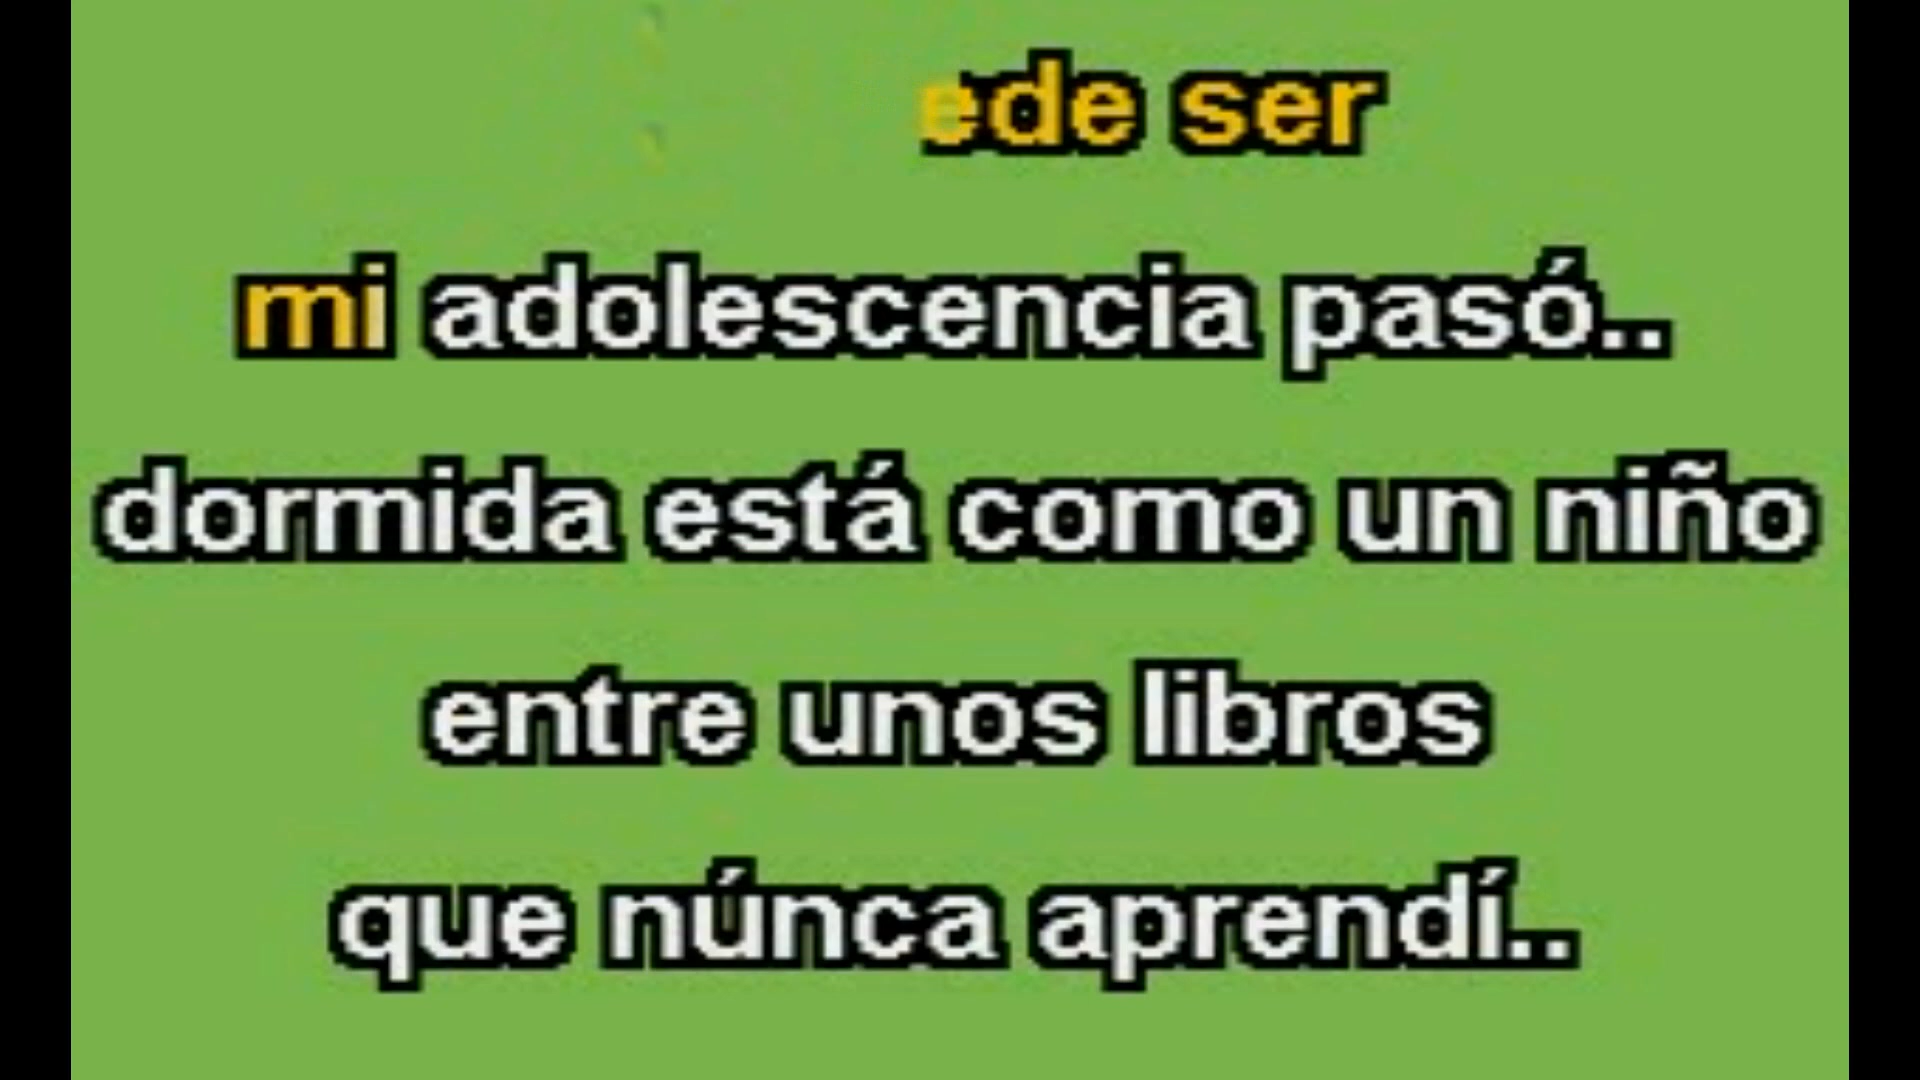 ede ser
mi adolescencia pasó..
dormida está como un niño
entre unos libros
que núnca aprendí..